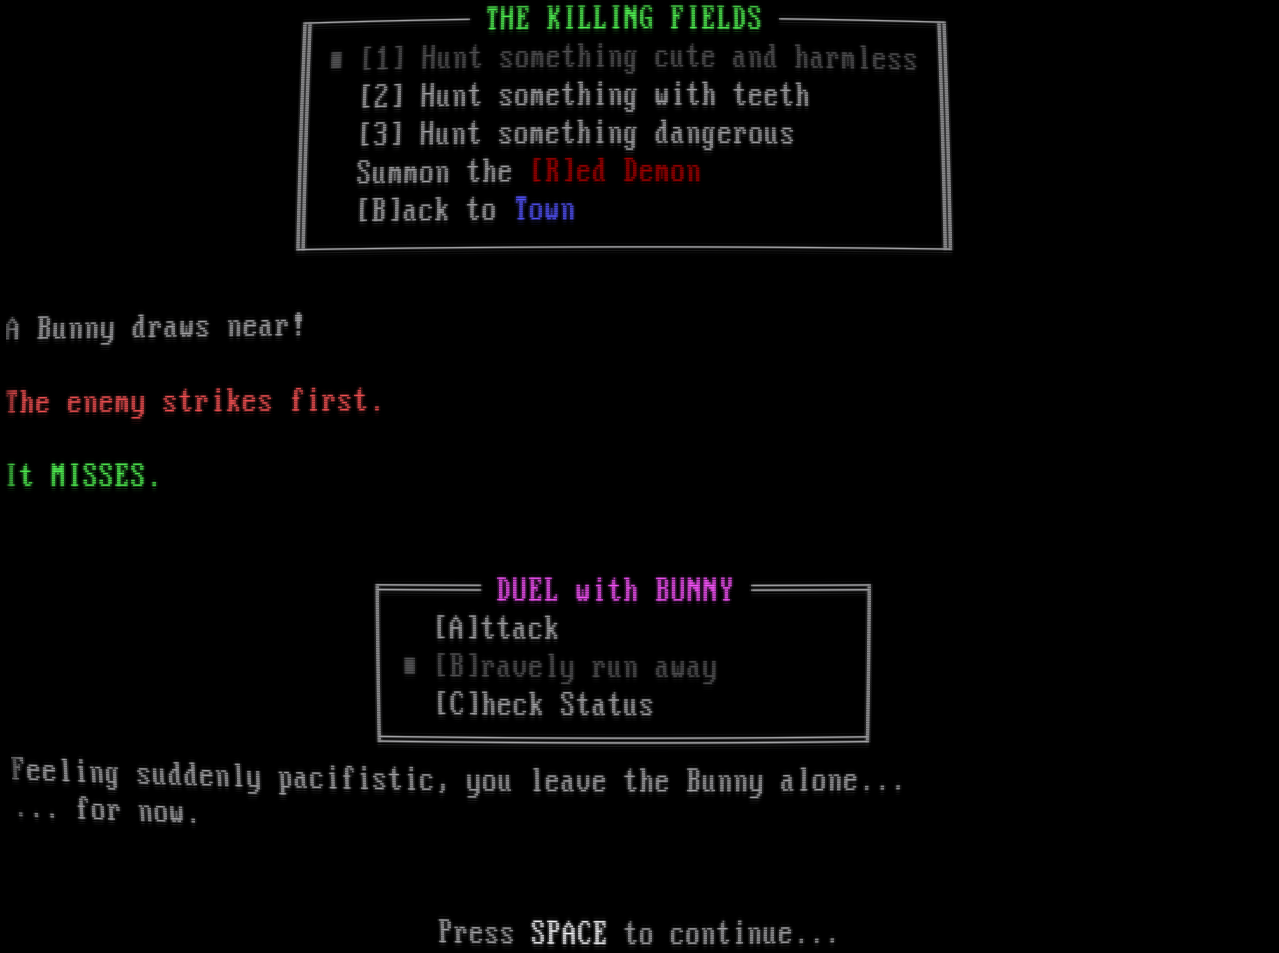 THE KILLING FIELDS
[1] Hunt something cute and harmless
[2] Hunt something with teeth
[3] Hunt something dangerous
Summon the [R]ed Demon
[B]ack to Town
A Bunny draws near!
The enemy strikes first.
It MISSES.
DUEL with BUNNY
[A]ttack
[B]ravely run away
[C]heck Status
Feeling suddenly pacifistic, you leave the Bunny alone...
... for now.
Press SPACE to continue...